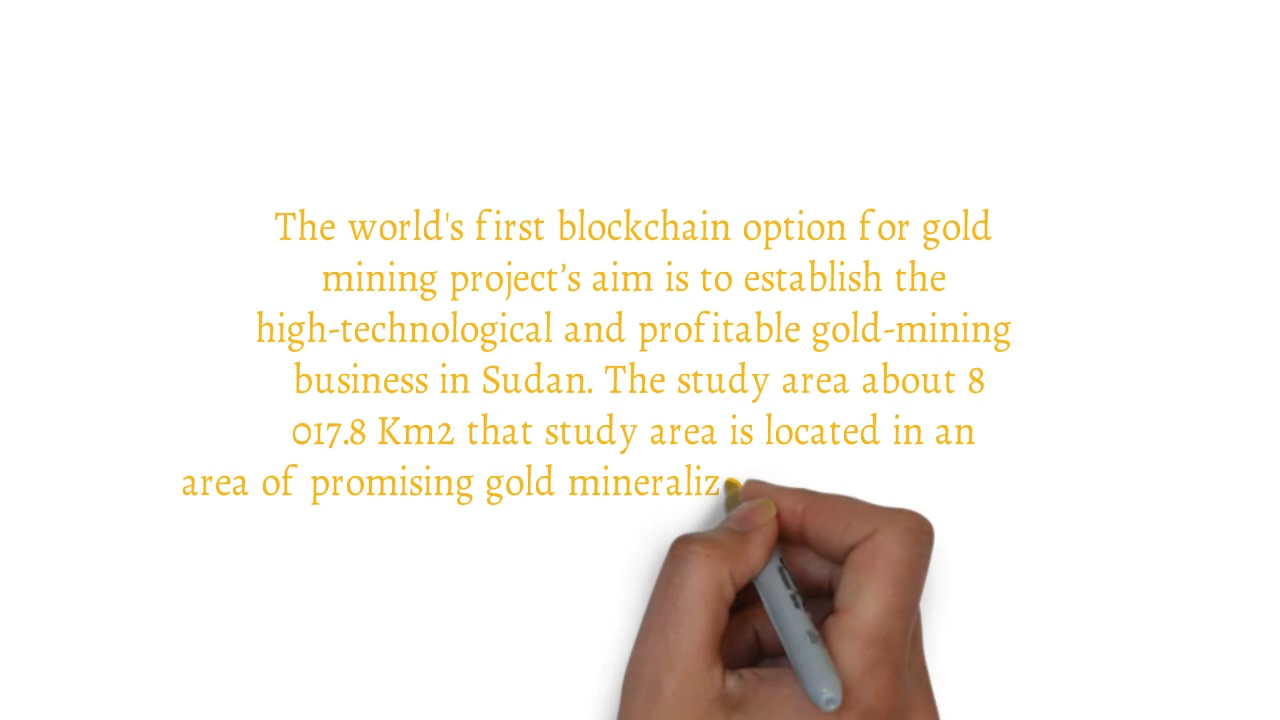 The world's first blockchain option for gold
mining project’s aim is to establish the
high-technological and profitable gold-mining
business in Sudan. The study area about 8
017.8 Km2 that study area is located in an
area of promising gold mineraliz